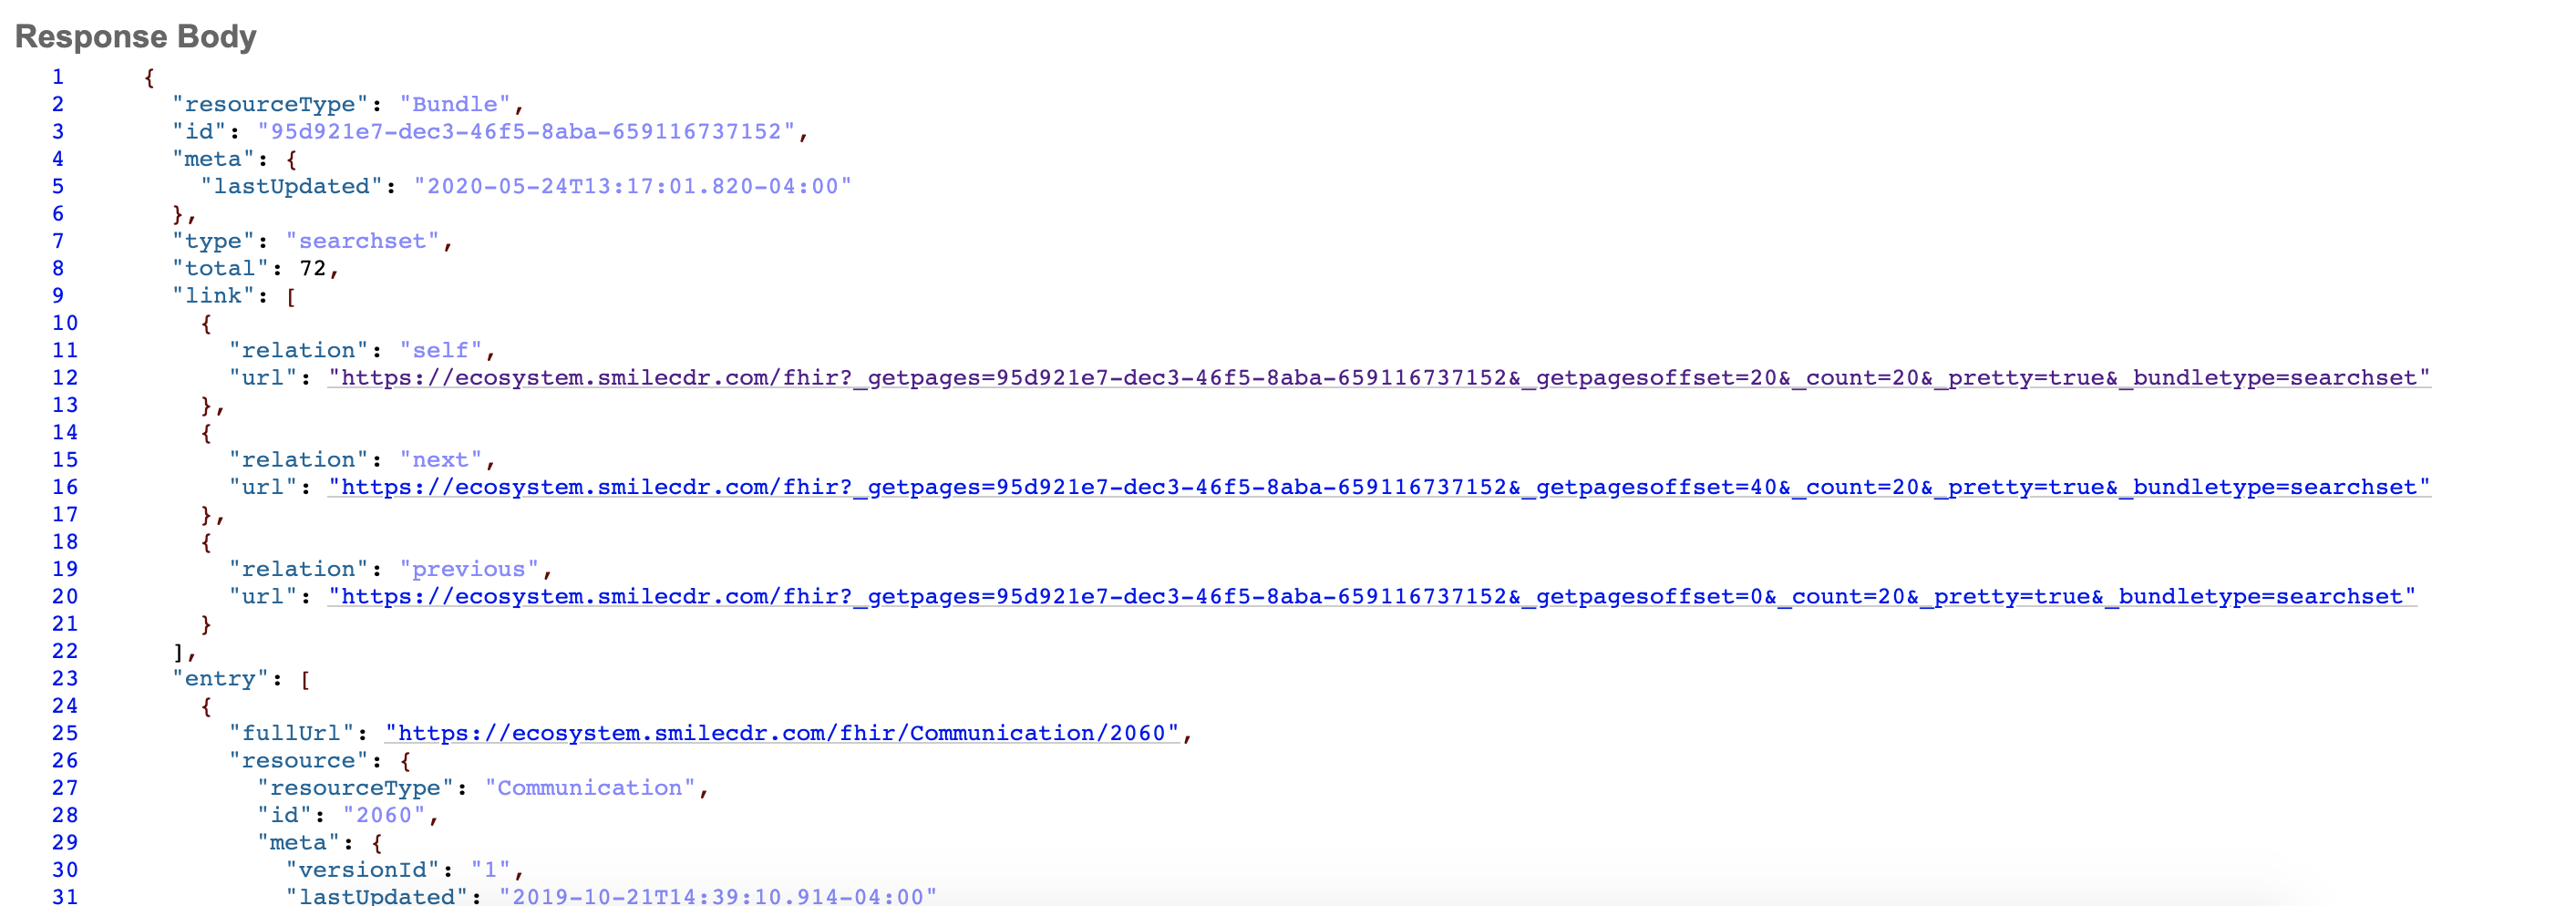 Response Body
1 {
2 "resourceType": "Bundle",
3 "id": "95d921e7-dec3-46f5-8aba-659116737152",
4 "meta": {
5 "lastUpdated": "2020-05-24T13:17:01.820-04:00"
6 },
7 "type": "searchset",
8 "total": 72,
9 "link": [
10 {
11 "relation": "self",
12 "url": "https://ecosystem.smilecdr.com/fhir?_getpages=95d921e7-dec3-46f5-8aba-659116737152&_getpagesoffset=20&_count=20&_pretty=true&_bundletype=searchset"
13 },
14 {
15 "relation": "next",
16 "url": "https://ecosystem.smilecdr.com/fhir?_getpages=95d921e7-dec3-46f5-8aba-659116737152&_getpagesoffset=40&_count=20&_pretty=true&_bundletype=searchset"
17 },
18 {
19 "relation": "previous",
20 "url": "https://ecosystem.smilecdr.com/fhir?_getpages=95d921e7-dec3-46f5-8aba-659116737152&_getpagesoffset=0&_count=20&_pretty=true&_bundletype=searchset"
21 }
22 ],
23 "entry": [
24 {
25 "fullUrl": "https://ecosystem.smilecdr.com/fhir/Communication/2060",
26 "resource": {
27 "resourceType": "Communication",
28 "id": "2060",
29 "meta": {
30 "versionId": "1",
31 "lastUpdated": "2019-10-21T14:39:10.914-04:00"